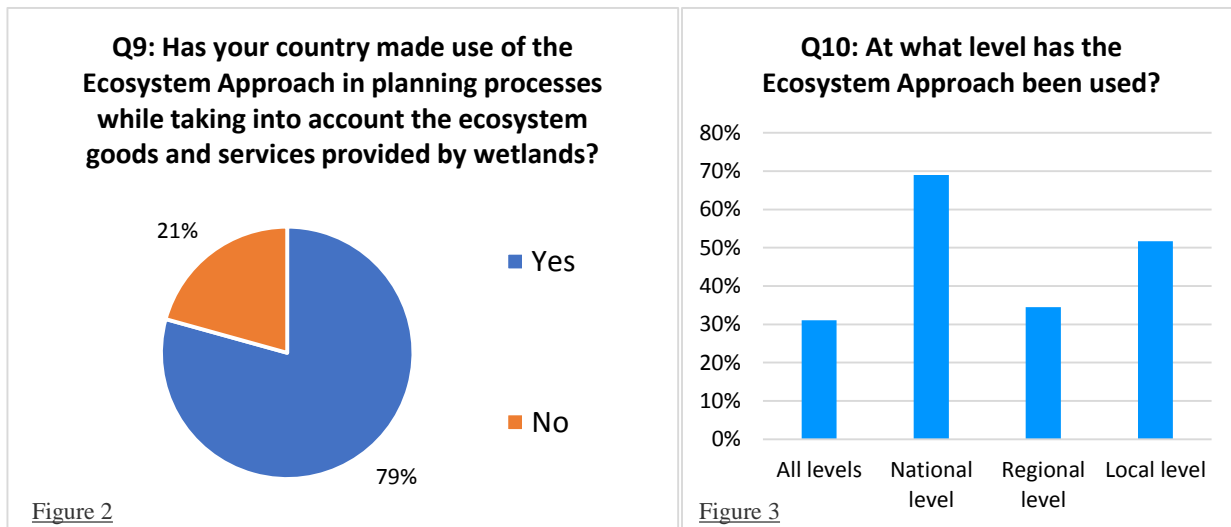 Q9: Has your country made use of the
Ecosystem Approach in planning processes
while taking into account the ecosystem
goods and services provided by wetlands?
21%
Yes
No
79%
Figure 2
Q10: At what level has the
Ecosystem Approach been used?
80%
70%
60%
50%
40%
30%
20%
10%
0%
All levels
National
level
Regional
level
Local level
Figure 3